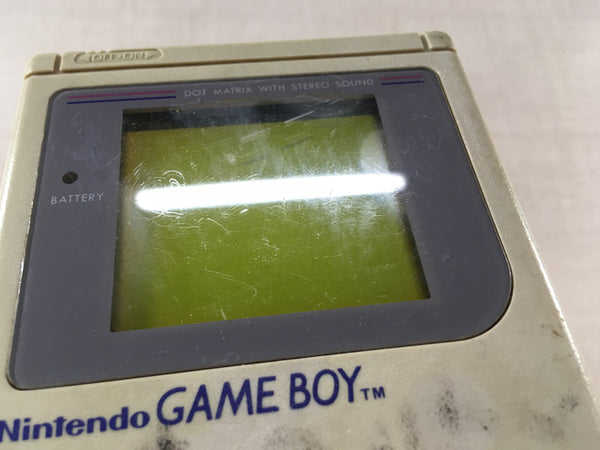 OFF•ON
DOT MATRIX WITH STEREO SOUND
BATTERY
Nintendo GAME BOY™